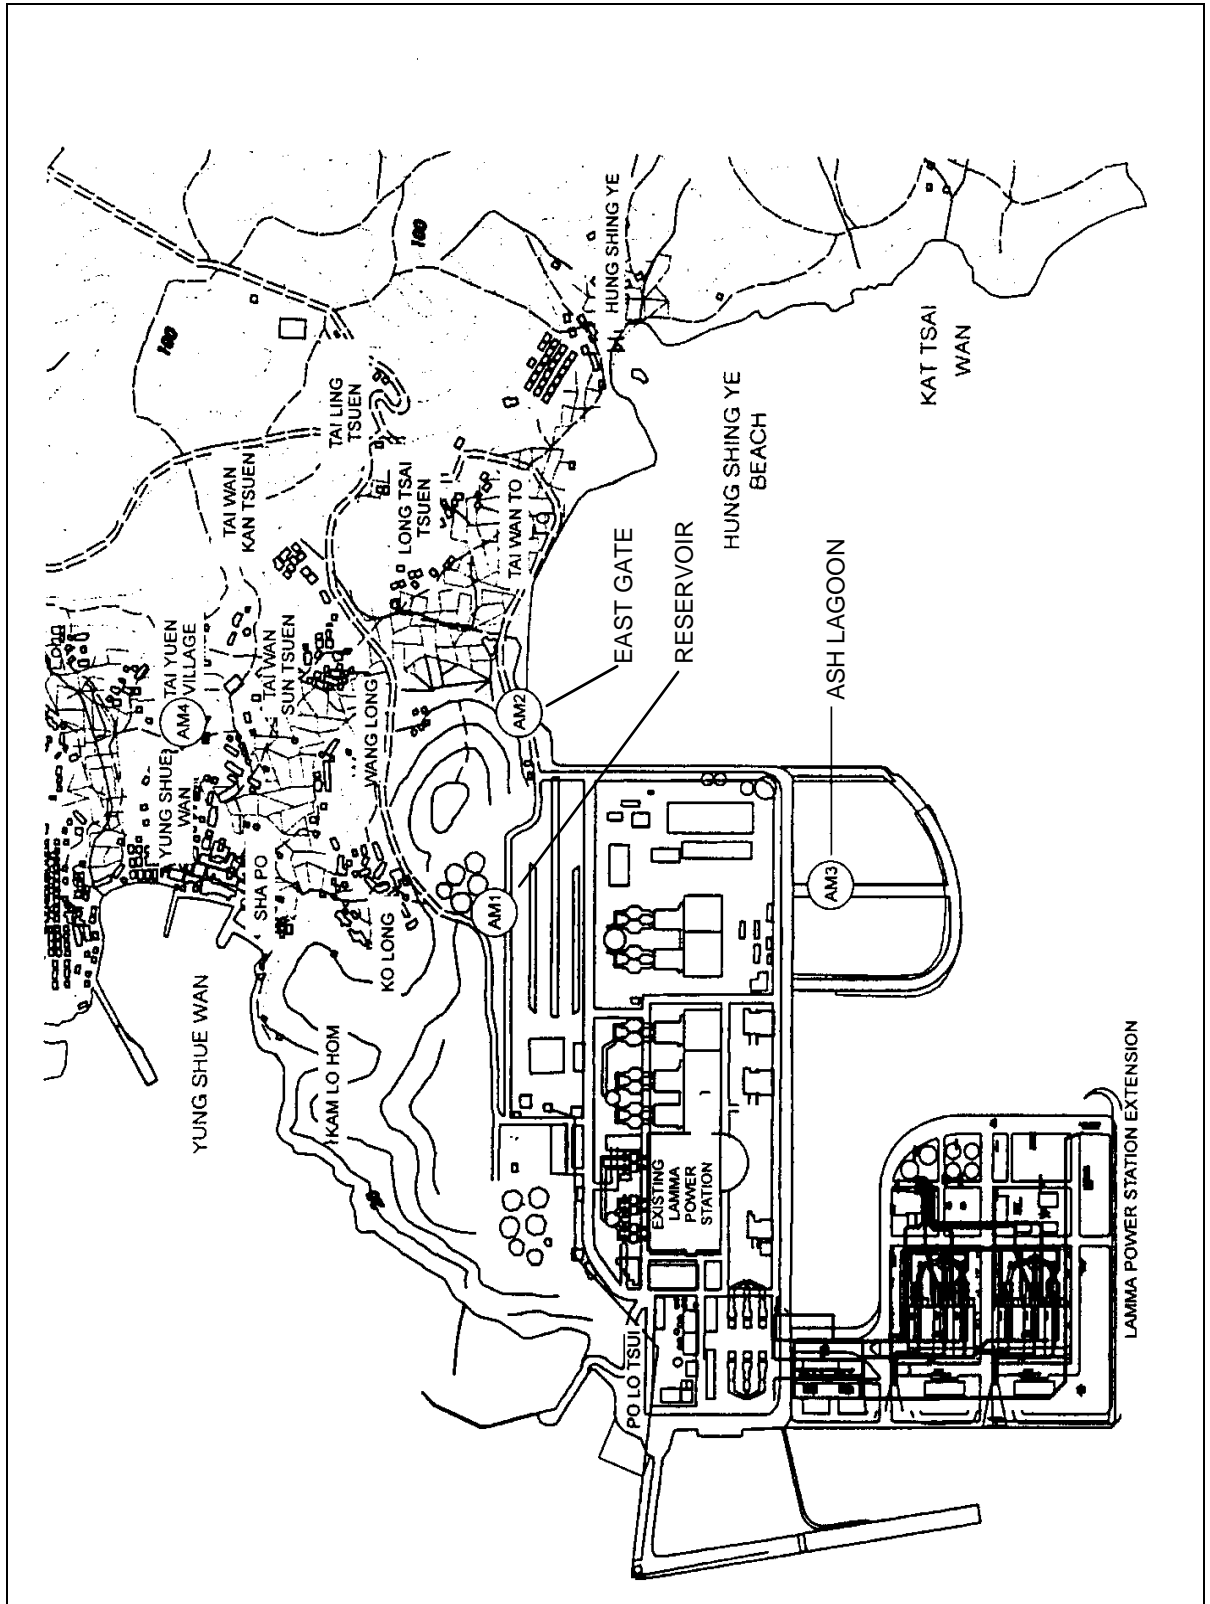 100
100
HUNG SHING YE
14
KAT TSAI
WAN
TAI LING
TSUEN
HUNG SHING YE
BEACH
TAI WAN
KAN TSUEN
LONG TSAI
TSUEN
TAI WAN TO
EAST GATE
RESERVOIR
ASH LAGOON
Long
TAI YUEN
VILLAGE
TAI WAN
SUN TSUEN
AM4
AM2
WANG LONG
YUNG SHUE
WAN
AM3
AM1
SHA PO
KO LONG
YUNG SHUE WAN
KAM LO HOM
EXISTING
LAMMA
POWER
STATION
LAMMA POWER STATION EXTENSION
PO LO TSUI